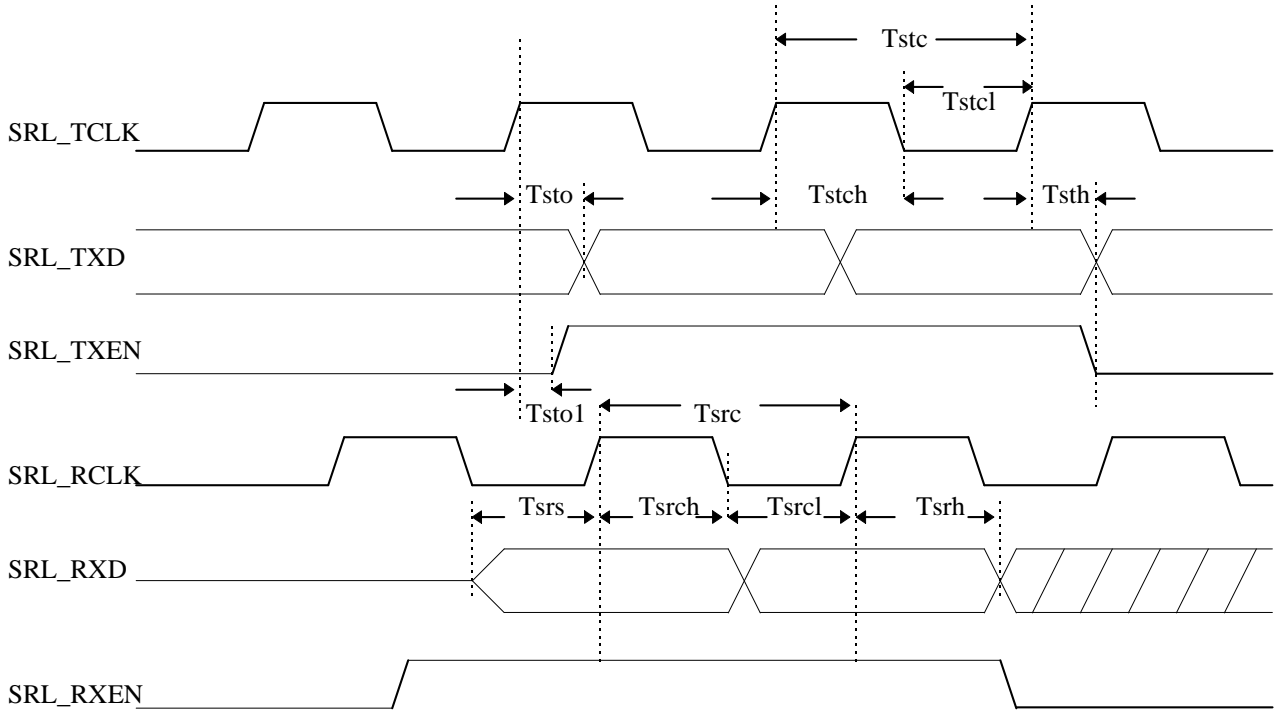 Tstc
Tstcl
SRL_TCLK
Tsto
Tstch
Tsth
SRL_TXD
SRL_TXEN
Tsto1
Tsrc
SRL_RCLK
Tsrs
Tsrch
Tsrcl
Tsrh
SRL_RXD
SRL_RXEN